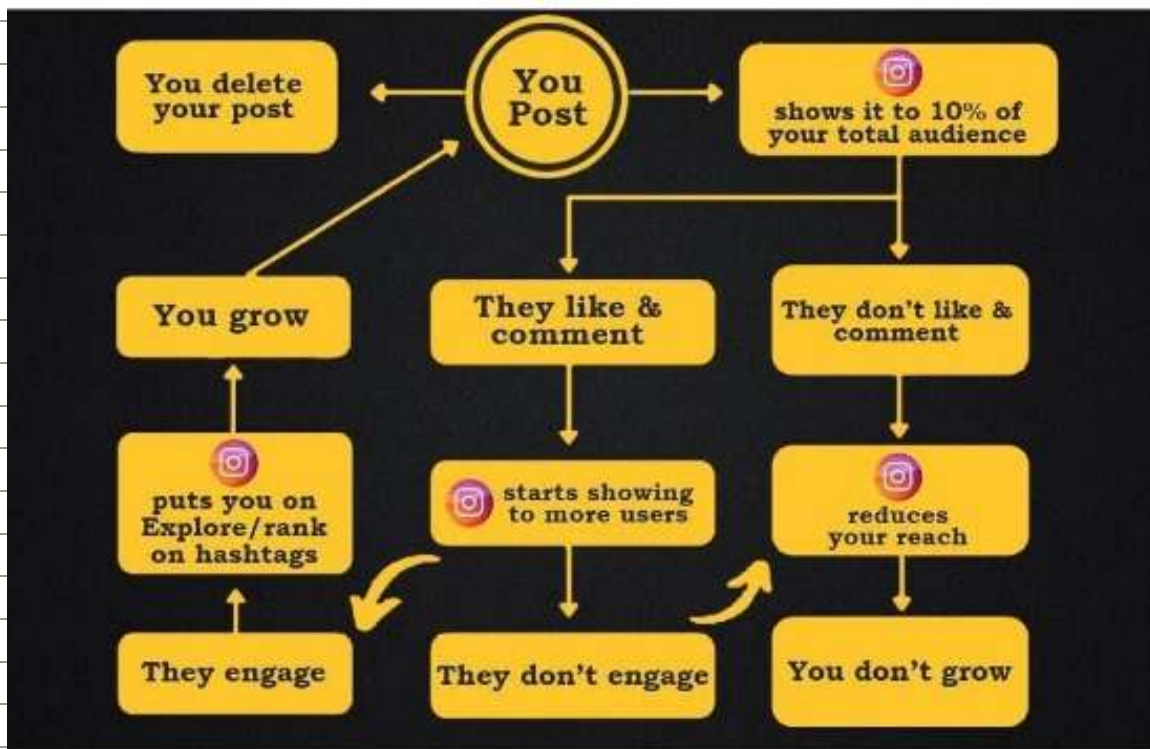 You delete
your post
You
Post
shows it to 10% of
your total audience
You grow
They like &
comment
They don't like &
comment
puts you on
Explore/rank
on hashtags
starts showing
to more users
reduces
your reach
They engage
They don't engage
You don't grow